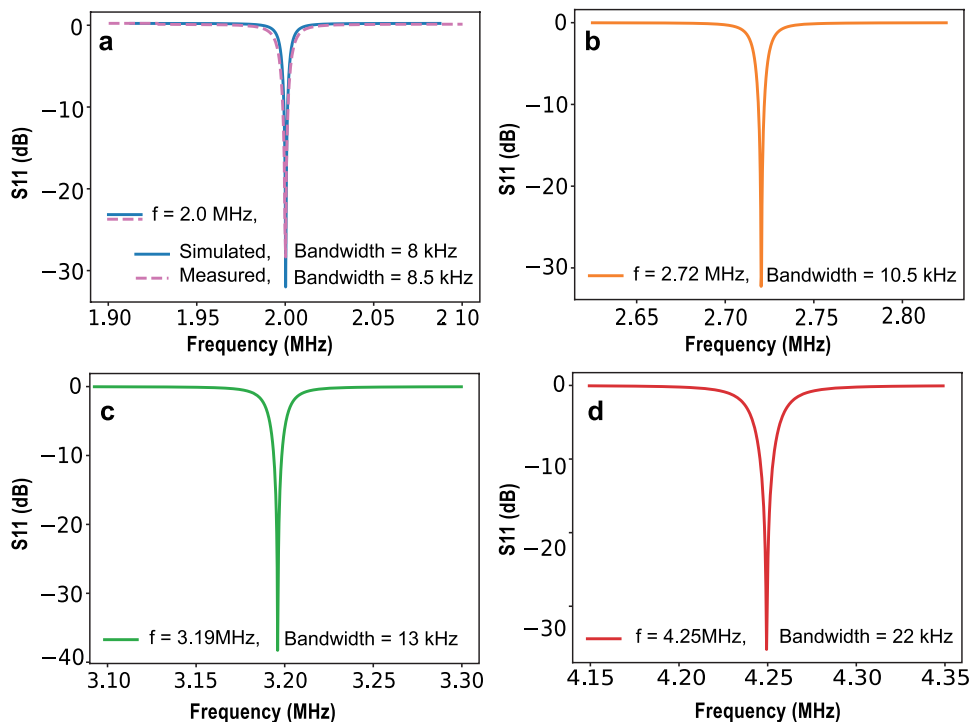 a
S11 (dB)
0
−10
−20
−30
f = 2.0 MHz,
Simulated, Bandwidth = 8 kHz
Measured, Bandwidth = 8.5 kHz
1.90 1.95 2.00 2.05 2 10
Frequency (MHz)
b
S11 (dB)
0
−10
−20
−30
f = 2.72 MHz, Bandwidth = 10.5 kHz
2.65 2.70 2.75 2.80
Frequency (MHz)
c
S11 (dB)
0
−10
−20
−30
−40
f = 3.19MHz, Bandwidth = 13 kHz
3.10 3.15 3.20 3.25 3.30
Frequency (MHz)
d
S11 (dB)
0
−10
−20
−30
f = 4.25MHz, Bandwidth = 22 kHz
4.15 4.20 4.25 4.30 4.35
Frequency (MHz)